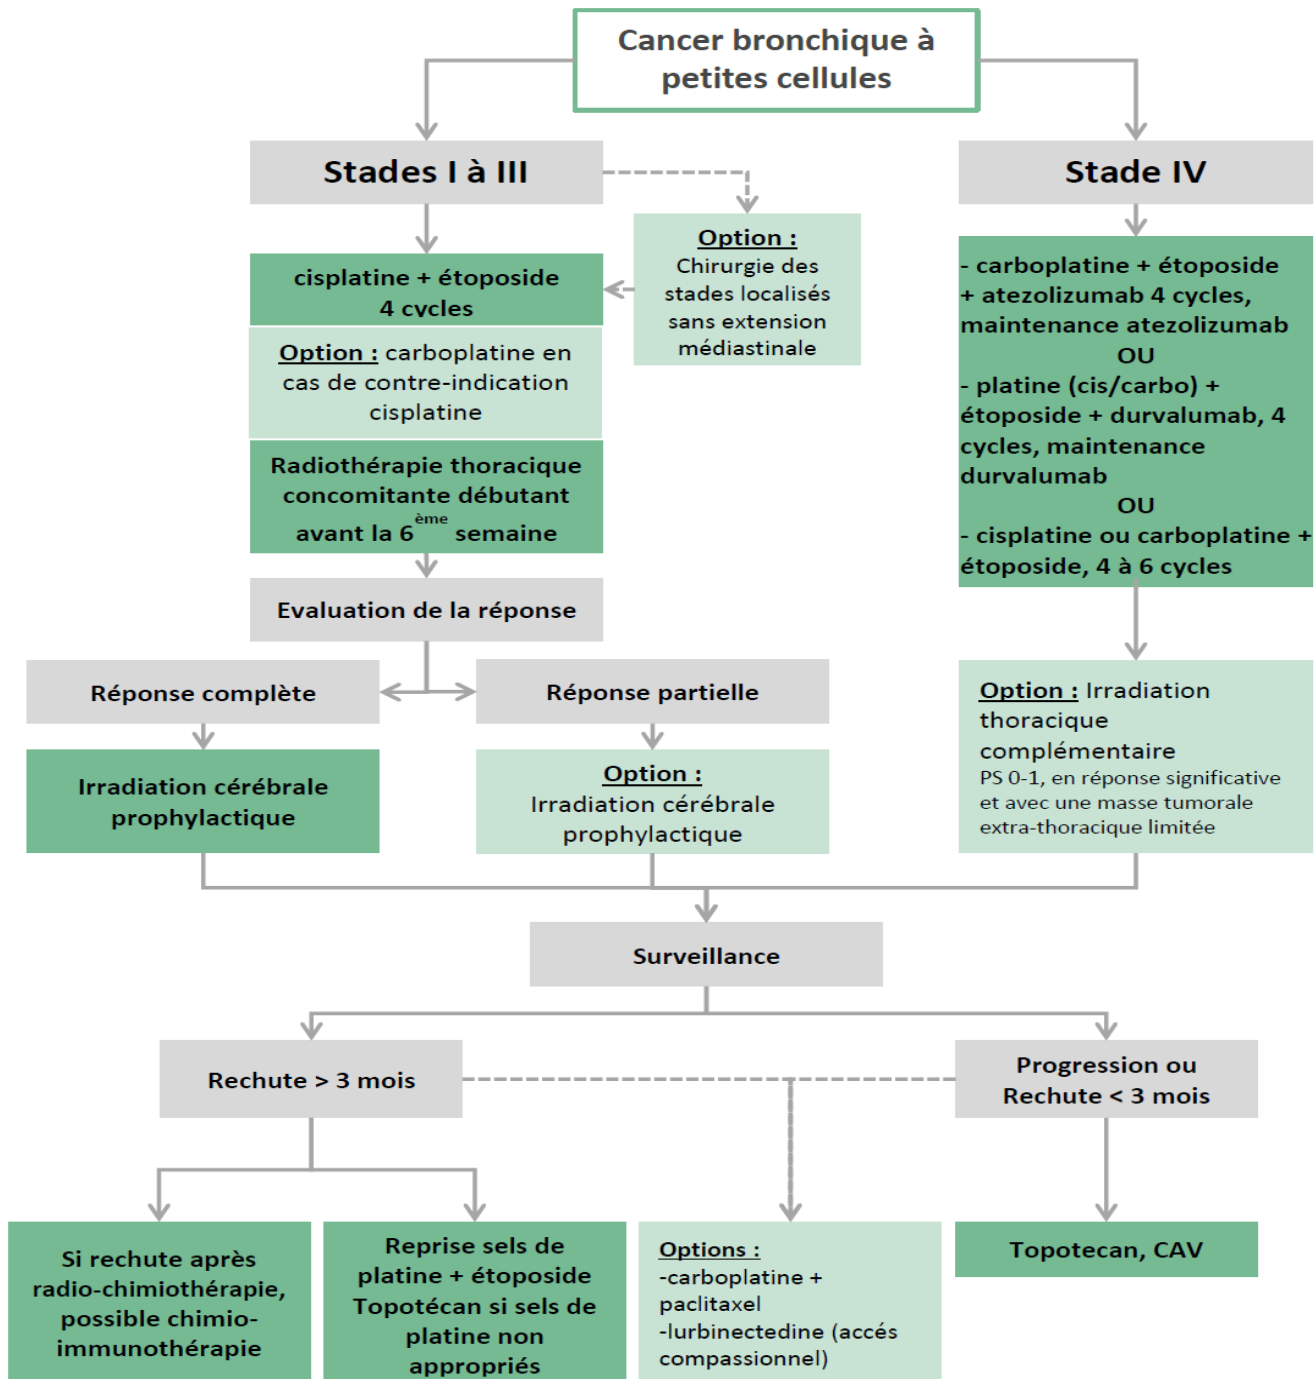 Cancer bronchique à
petites cellules
Stades I à III
Stade IV
Option :
Chirurgie des
stades localisés
sans extension
médiastinale
cisplatine + étoposide
4 cycles
Option : carboplatine en
cas de contre-indication
cisplatine
Radiothérapie thoracique
concomitante débutant
avant la 6ème semaine
- carboplatine + étoposide
+ atezolizumab 4 cycles,
maintenance atezolizumab
OU
- platine (cis/carbo) +
étoposide + durvalumab, 4
cycles, maintenance
durvalumab
OU
- cisplatine ou carboplatine +
étoposide, 4 à 6 cycles
Evaluation de la réponse
Réponse complète
Réponse partielle
Irradiation cérébrale
prophylactique
Option :
Irradiation cérébrale
prophylactique
Option : Irradiation
thoracique
complémentaire
PS 0-1, en réponse significative
et avec une masse tumorale
extra-thoracique limitée
Surveillance
Rechute > 3 mois
Progression ou
Rechute < 3 mois
Si rechute après
radio-chimiothérapie,
possible chimio-
immunothérapie
Reprise sels de
platine + étoposide
Topotécan si sels de
platine non
appropriés
Options :
-carboplatine +
paclitaxel
-lurbinectedine (accés
compassionnel)
Topotecan, CAV